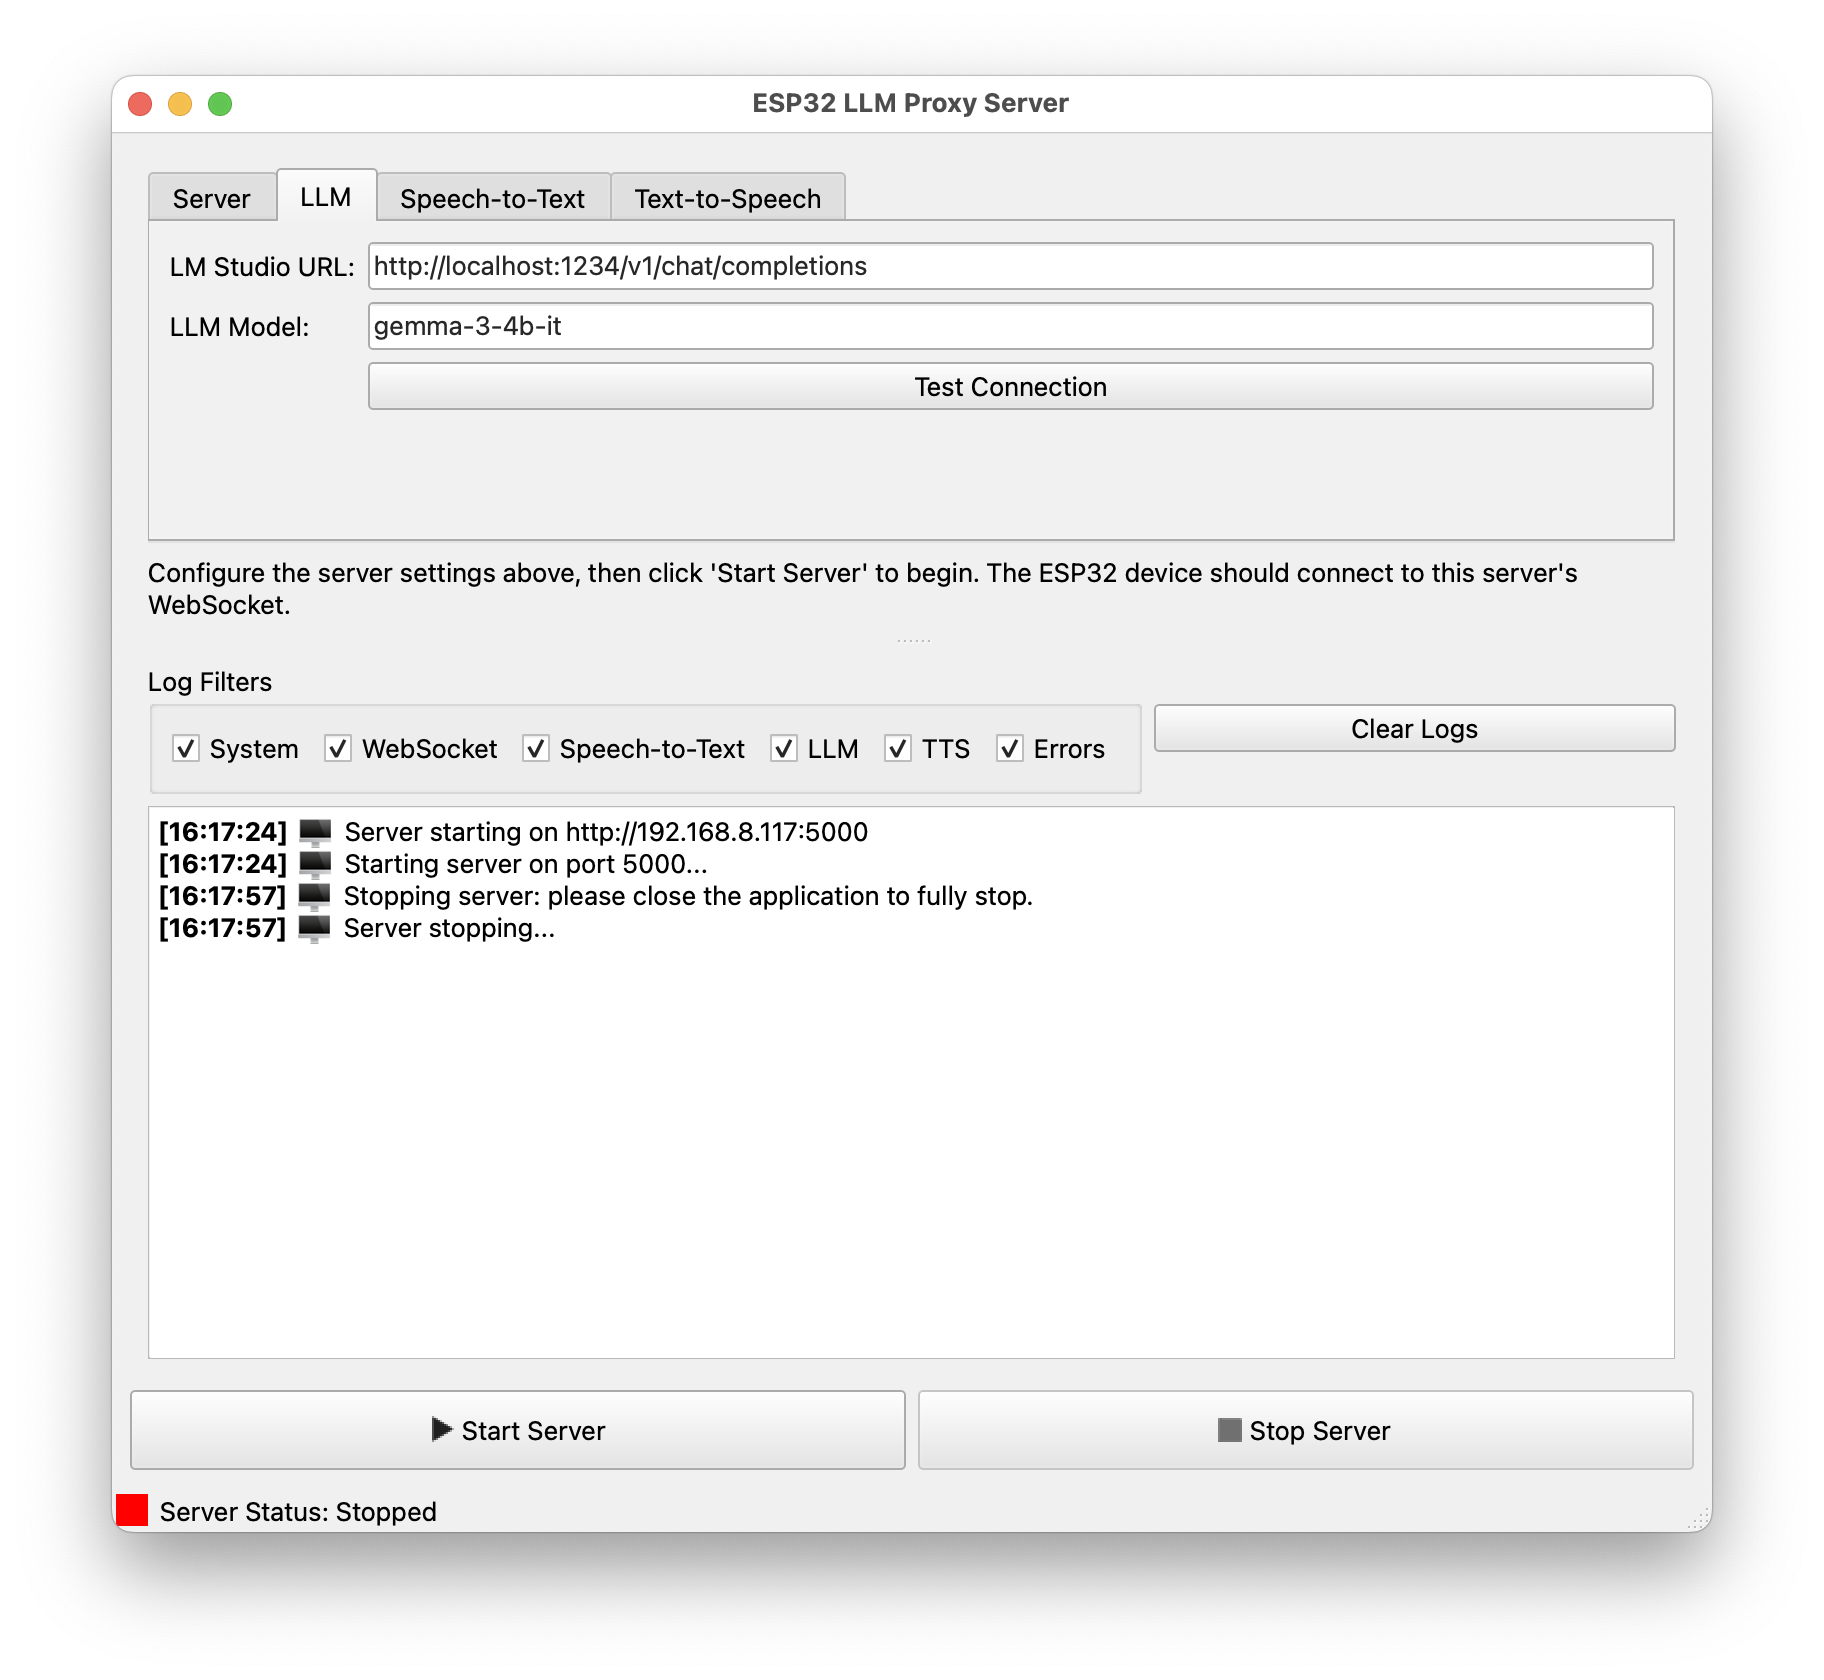 ESP32 LLM Proxy Server
Server LLM Speech-to-Text Text-to-Speech
LM Studio URL: http://localhost:1234/v1/chat/completions
LLM Model: gemma-3-4b-it
Test Connection
Configure the server settings above, then click 'Start Server' to begin. The ESP32 device should connect to this server's
WebSocket.
Log Filters
System WebSocket Speech-to-Text LLM TTS Errors
Clear Logs
[16:17:24] Server starting on http://192.168.8.117:5000
[16:17:24] Starting server on port 5000...
[16:17:57] Stopping server: please close the application to fully stop.
[16:17:57] Server stopping...
Start Server Stop Server
Server Status: Stopped